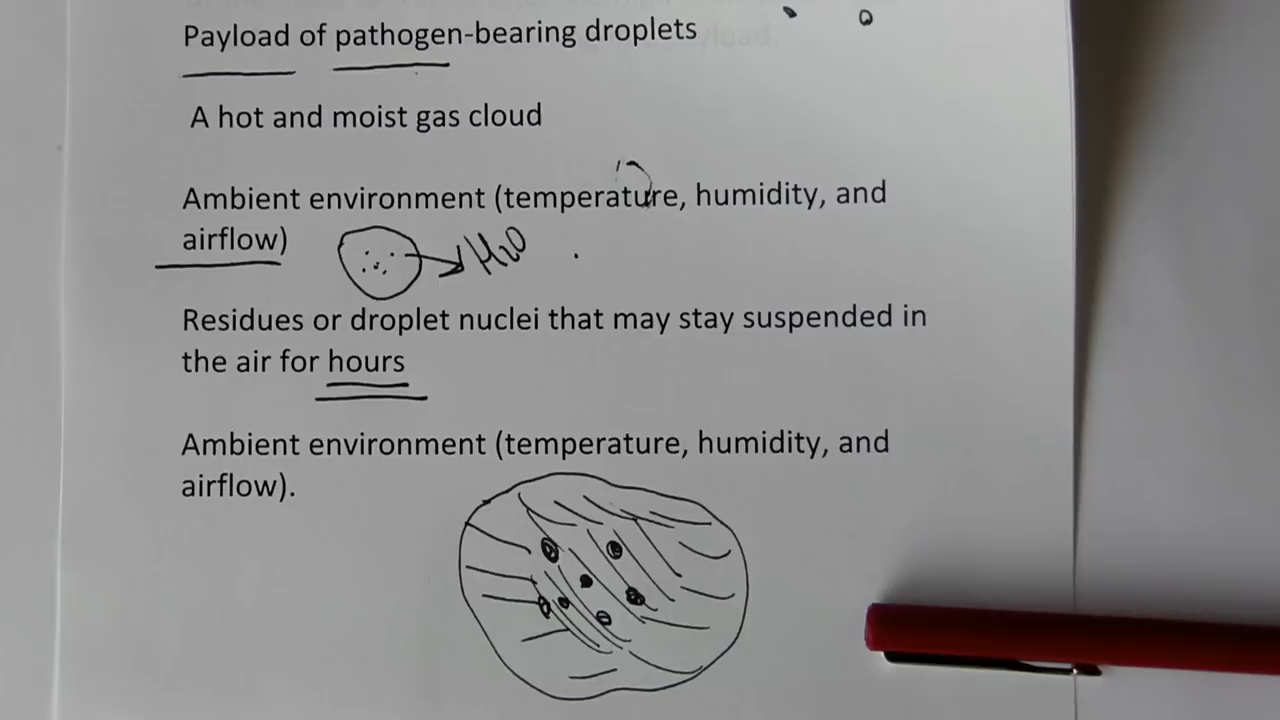 Payload of pathogen-bearing droplets
A hot and moist gas cloud
Ambient environment (temperature, humidity, and
airflow)
H2O
Residues or droplet nuclei that may stay suspended in
the air for hours
Ambient environment (temperature, humidity, and
airflow).